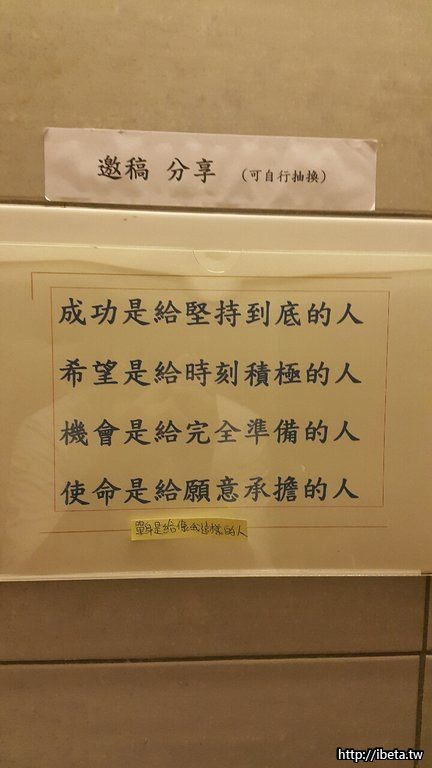 邀稿 分享 (可自行抽換)
成功是給堅持到底的人
希望是給時刻積極的人
機會是給完全準備的人
使命是給願意承擔的人
單身是給像我這樣的人
http://ibeta.tw